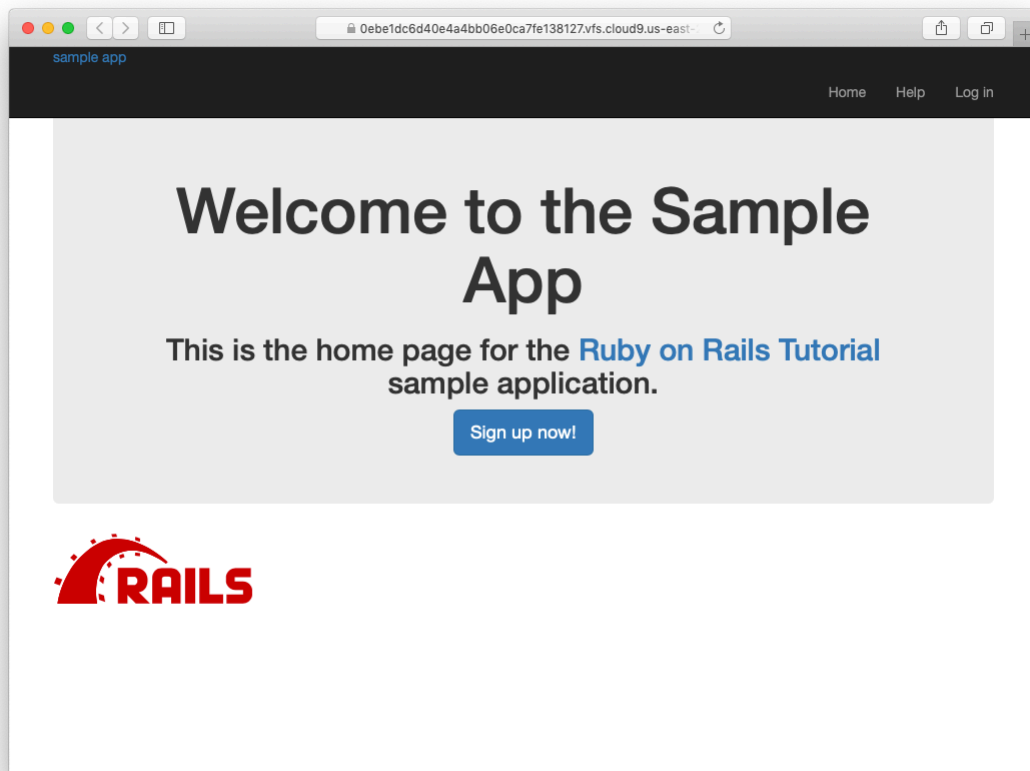 0ebe1dc6d40e4a4bb06e0ca7fe138127.vfs.cloud9.us-east-
sample app
Home Help Log in
Welcome to the Sample
App
This is the home page for the Ruby on Rails Tutorial
sample application.
Sign up now!
RAILS